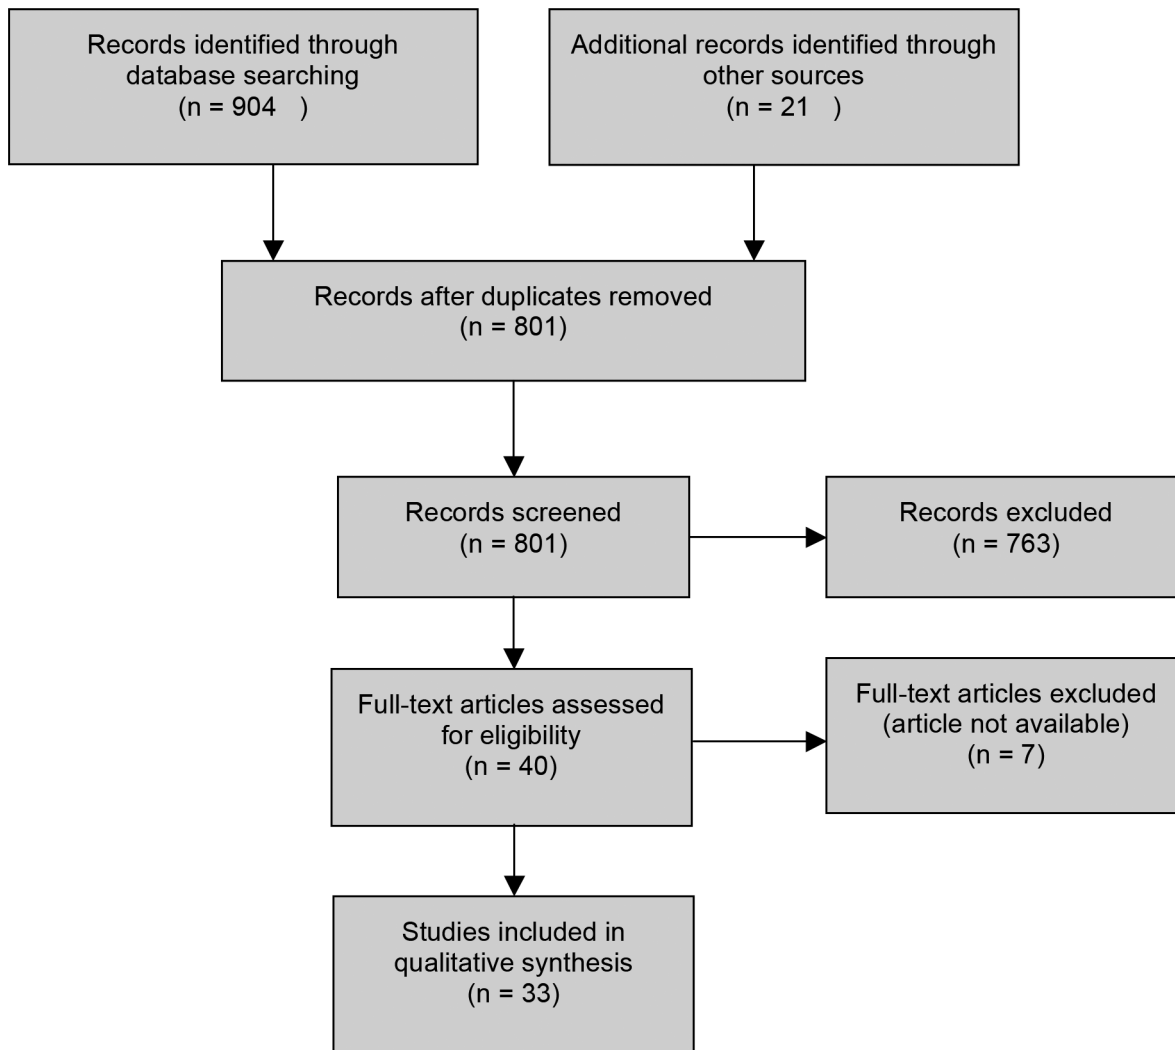 Records identified through
database searching
(n = 904   )
Additional records identified through
other sources
(n = 21   )
Records after duplicates removed
(n = 801)
Records screened
(n = 801)
Records excluded
(n = 763)
Full-text articles assessed
for eligibility
(n = 40)
Full-text articles excluded
(article not available)
(n = 7)
Studies included in
qualitative synthesis
(n = 33)